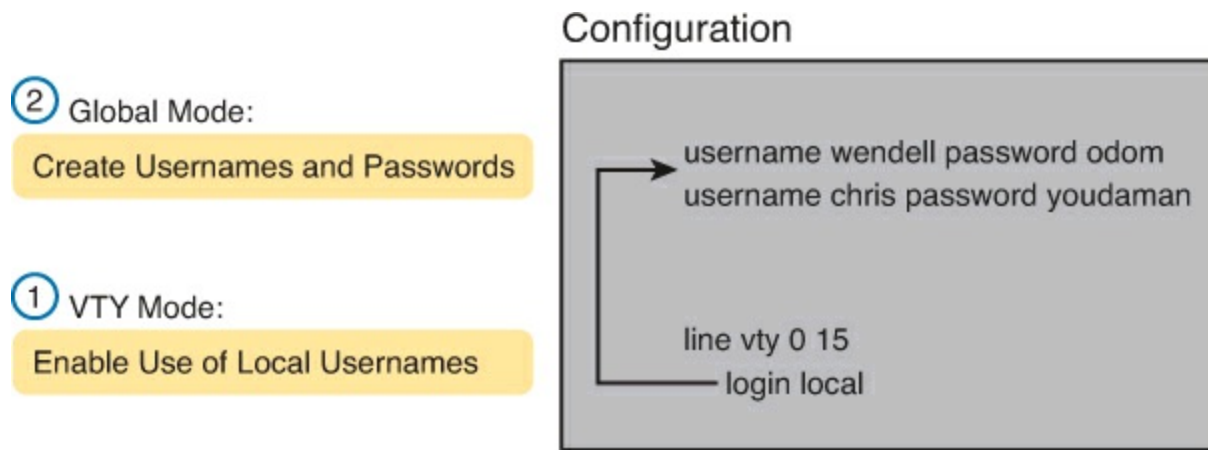 Configuration
2 Global Mode:
Create Usernames and Passwords
username wendell password odom
username chris password youdaman
1 VTY Mode:
Enable Use of Local Usernames
line vty 0 15
login local